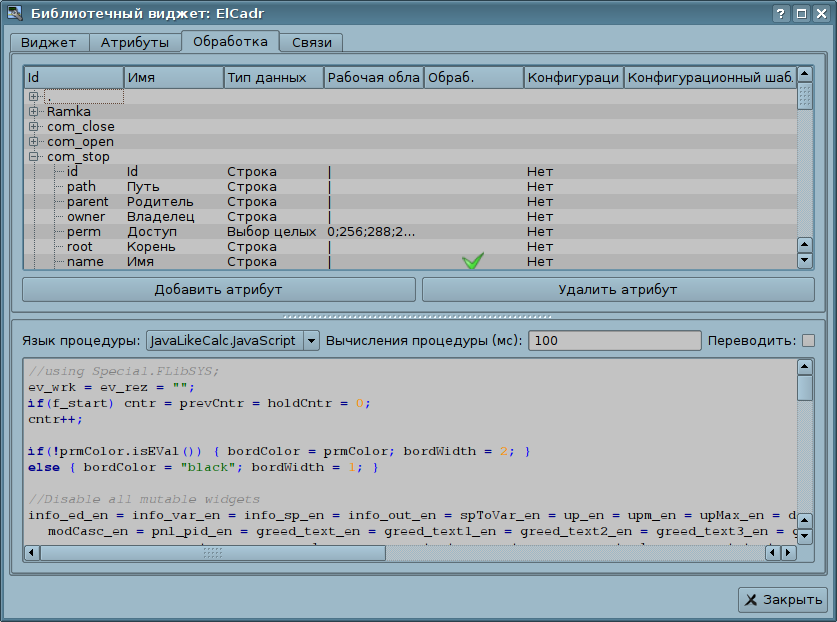 Библиотечный виджет: ElCadr
Виджет Атрибуты Обработка Связи
Id Имя Тип данных Рабочая обла Обраб. Конфигураци Конфигурационный шаб.
.
Ramka
com_close
com_open
com_stop
id Id Строка | Нет
path Путь Строка | Нет
parent Родитель Строка | Нет
owner Владелец Строка | Нет
perm Доступ Выбор целых 0;256;288;2... Нет
root Корень Строка | Нет
name Имя Строка | Нет
Добавить атрибут Удалить атрибут
Язык процедуры: JavaLikeCalc.JavaScript Вычисления процедуры (мс): 100 Переводить:
//using Special.FLibSYS;
ev_wrk = ev_rez = "";
if(f_start) cntr = prevCntr = holdCntr = 0;
cntr++;
if(!prmColor.isEVal()) { bordColor = prmColor; bordWidth = 2; }
else { bordColor = "black"; bordWidth = 1; }
//Disable all mutable widgets
info_ed_en = info_var_en = info_sp_en = info_out_en = spToVar_en = up_en = upm_en = upMax_en = d
modCasc_en = pnl_pid_en = greed_text_en = greed_text1_en = greed_text2_en = greed_text3_en = g
Закрыть